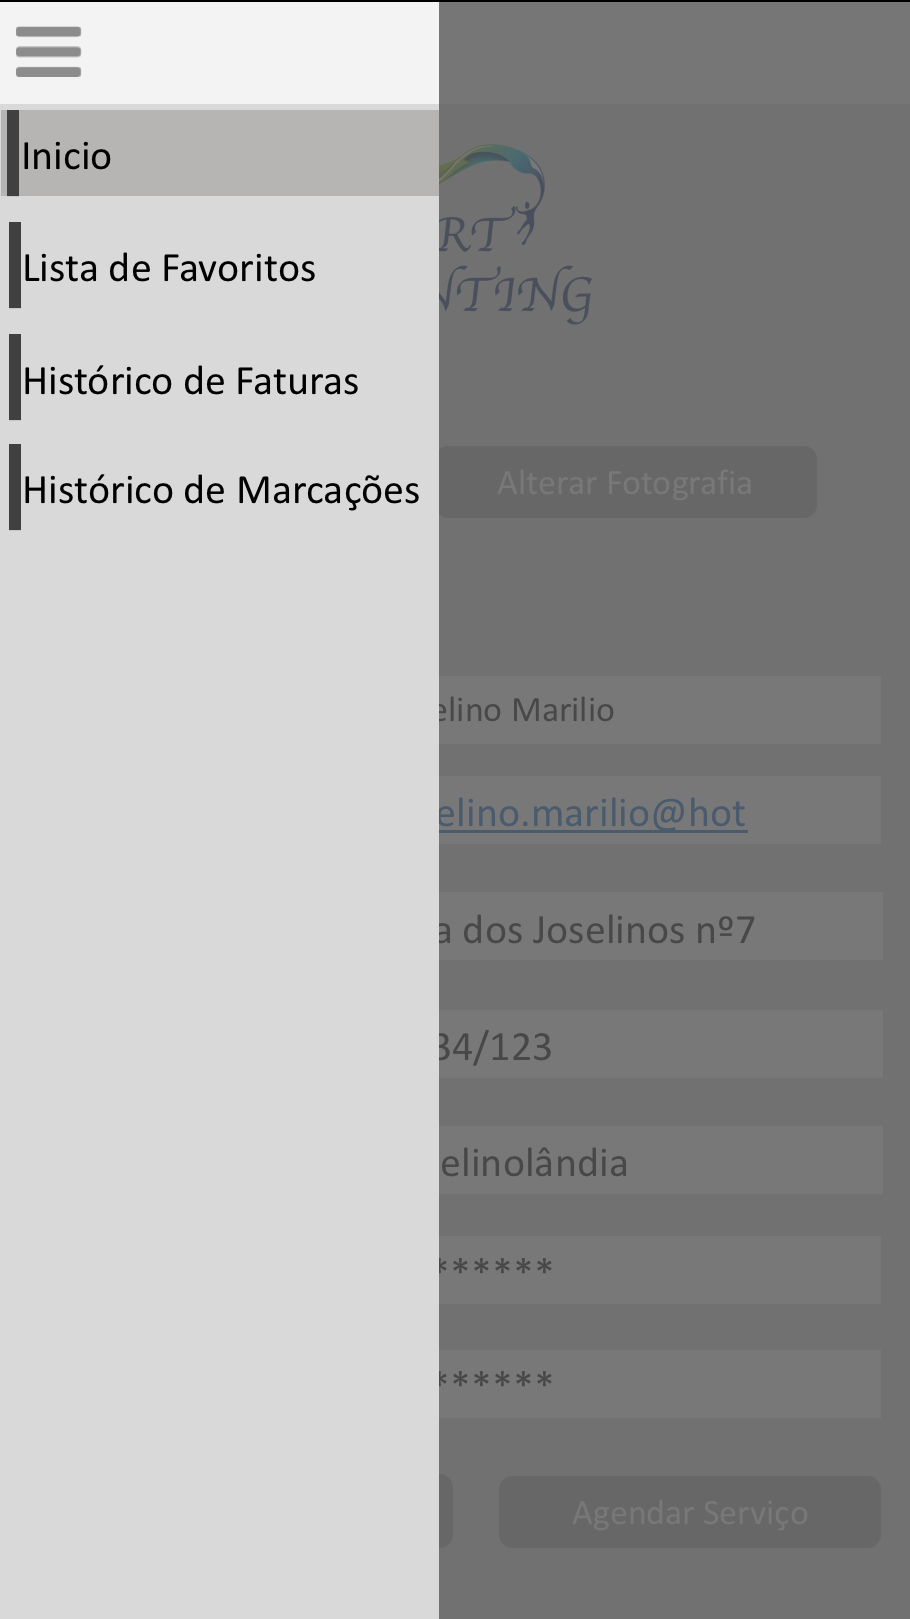 Inicio
Lista de Favoritos
Histórico de Faturas
Histórico de Marcações
RT
NTING
Alterar Fotografia
elino Marilio
elino.marilio@hot
a dos Joselinos nº7
34/123
elinolândia
******
******
Agendar Serviço